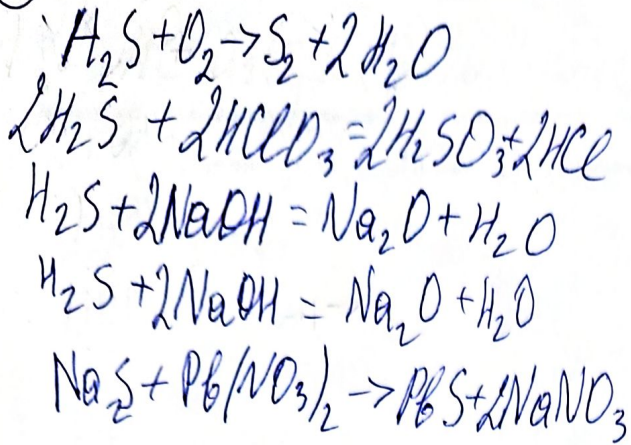 H₂S+O₂→S₂+2H₂O
2H₂S+2HClO₃=2H₂SO₃+2HCl
H₂S+2NaOH=Na₂O+H₂O
H₂S+2NaOH=Na₂O+H₂O
Na₂S+Pb(NO₃)₂→PbS+2NaNO₃